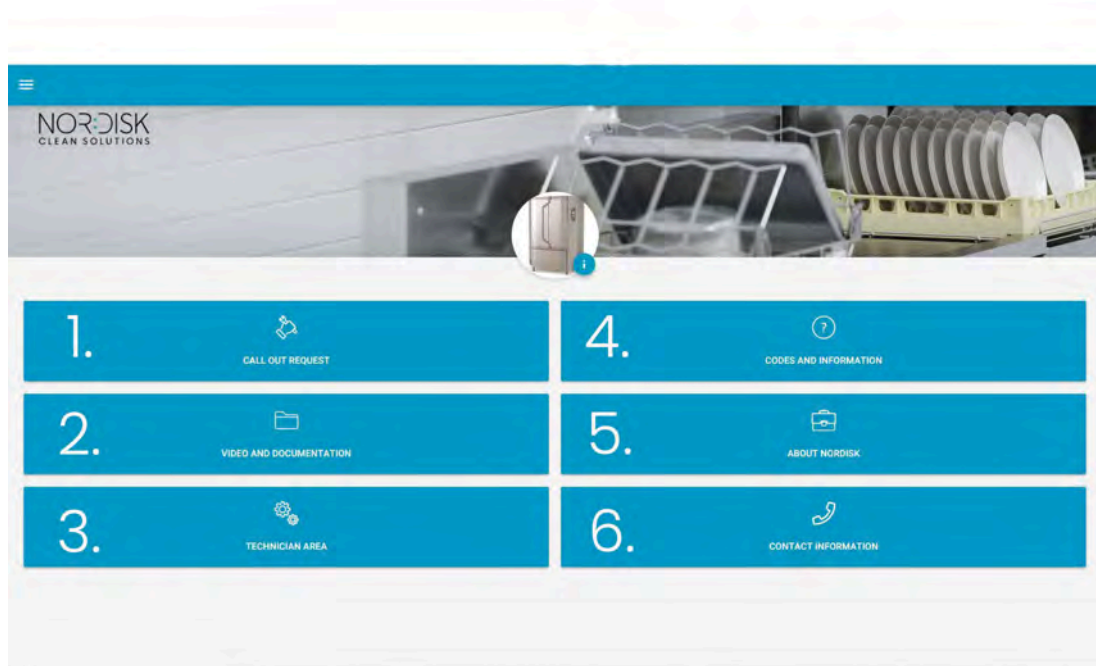 NORDISK
CLEAN SOLUTIONS
1.
CALL OUT REQUEST
2.
VIDEO AND DOCUMENTATION
3.
TECHNICIAN AREA
4.
?
CODES AND INFORMATION
5.
ABOUT NORDISK
6.
CONTACT INFORMATION
i